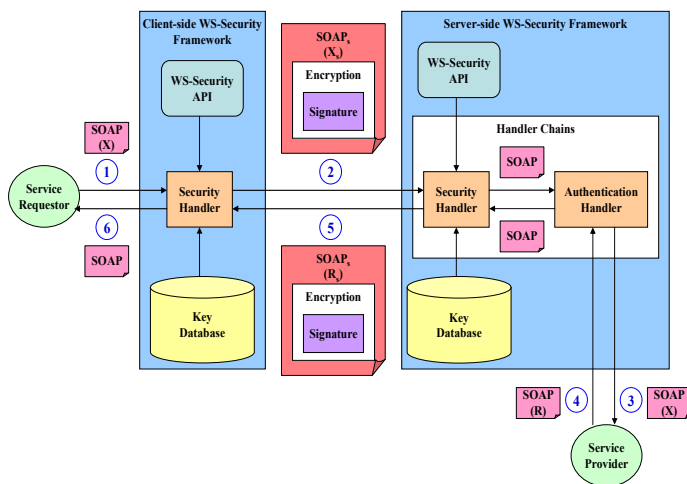 Client-side WS-Security
Framework
WS-Security
API
SOAP
(X)
1
Service
Requestor
6
SOAP
Security
Handler
Key
Database
SOAPs
(Xs)
Encryption
Signature
2
5
SOAPs
(Rs)
Encryption
Signature
Server-side WS-Security Framework
WS-Security
API
Handler Chains
Security
Handler
SOAP
SOAP
Authentication
Handler
Key
Database
SOAP
(R)
4
3
SOAP
(X)
Service
Provider